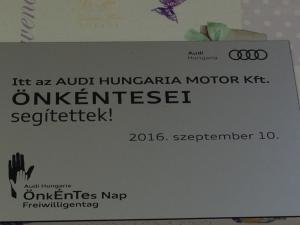 Audi
Hungaria
Itt az AUDI HUNGARIA MOTOR Kft.
ÖNKÉNTESEI
segítettek!
2016. szeptember 10.
Audi Hungaria
ÖnkÉnTes Nap
Freiwilligentag